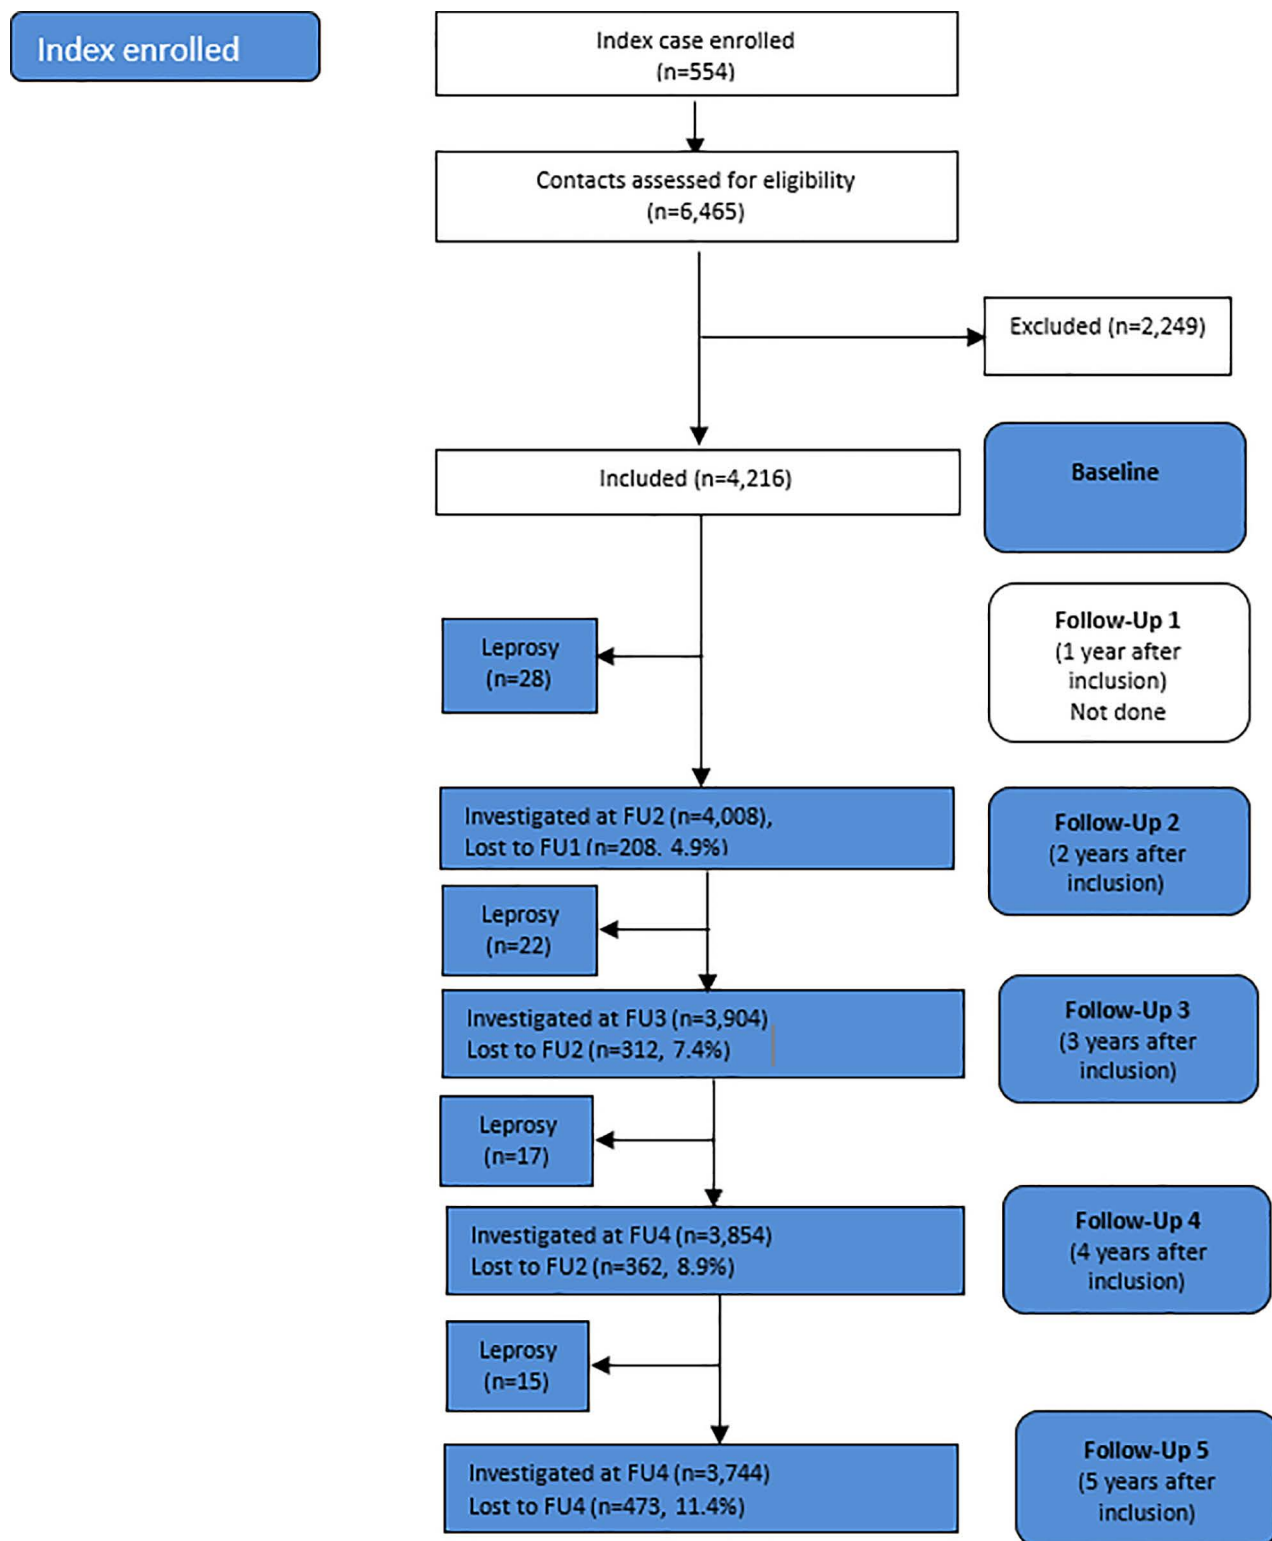 Index enrolled
Index case enrolled
(n=554)
Contacts assessed for eligibility
(n=6,465)
Excluded (n=2,249)
Included (n=4,216)
Baseline
Leprosy
(n=28)
Follow-Up 1
(1 year after
inclusion)
Not done
Investigated at FU2 (n=4,008),
Lost to FU1 (n=208, 4.9%)
Follow-Up 2
(2 years after
inclusion)
Leprosy
(n=22)
Investigated at FU3 (n=3,904)
Lost to FU2 (n=312, 7.4%)
Follow-Up 3
(3 years after
inclusion)
Leprosy
(n=17)
Investigated at FU4 (n=3,854)
Lost to FU2 (n=362, 8.9%)
Follow-Up 4
(4 years after
inclusion)
Leprosy
(n=15)
Investigated at FU4 (n=3,744)
Lost to FU4 (n=473, 11.4%)
Follow-Up 5
(5 years after
inclusion)